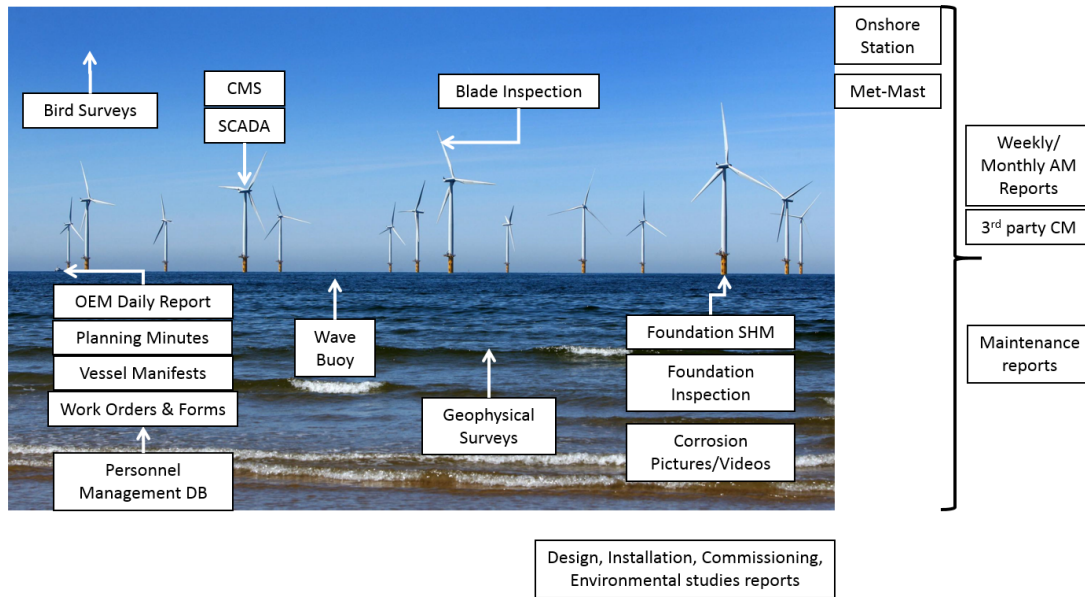 Onshore
Station
Met-Mast
Bird Surveys
CMS
SCADA
Blade Inspection
Weekly/
Monthly AM
Reports
3rd party CM
OEM Daily Report
Planning Minutes
Vessel Manifests
Work Orders & Forms
Personnel
Management DB
Wave
Buoy
Geophysical
Surveys
Foundation SHM
Foundation
Inspection
Corrosion
Pictures/Videos
Maintenance
reports
Design, Installation, Commissioning,
Environmental studies reports